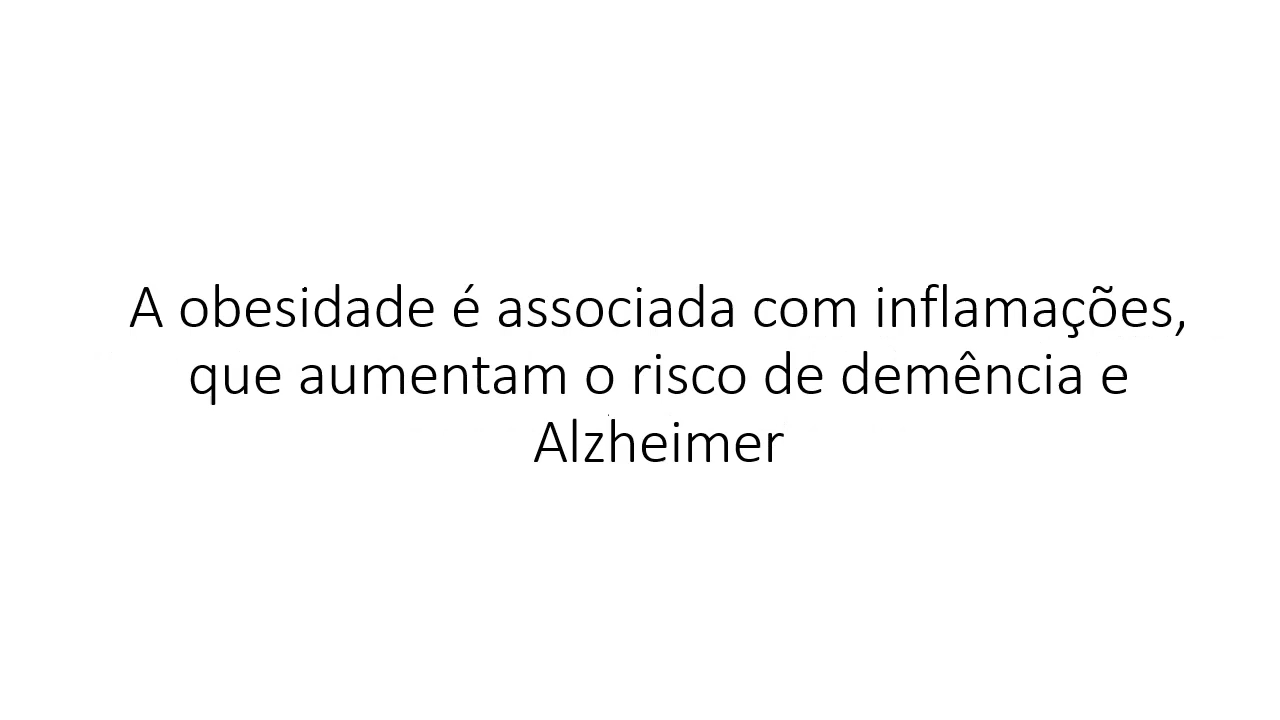 A obesidade é associada com inflamações,
que aumentam o risco de demência e
Alzheimer